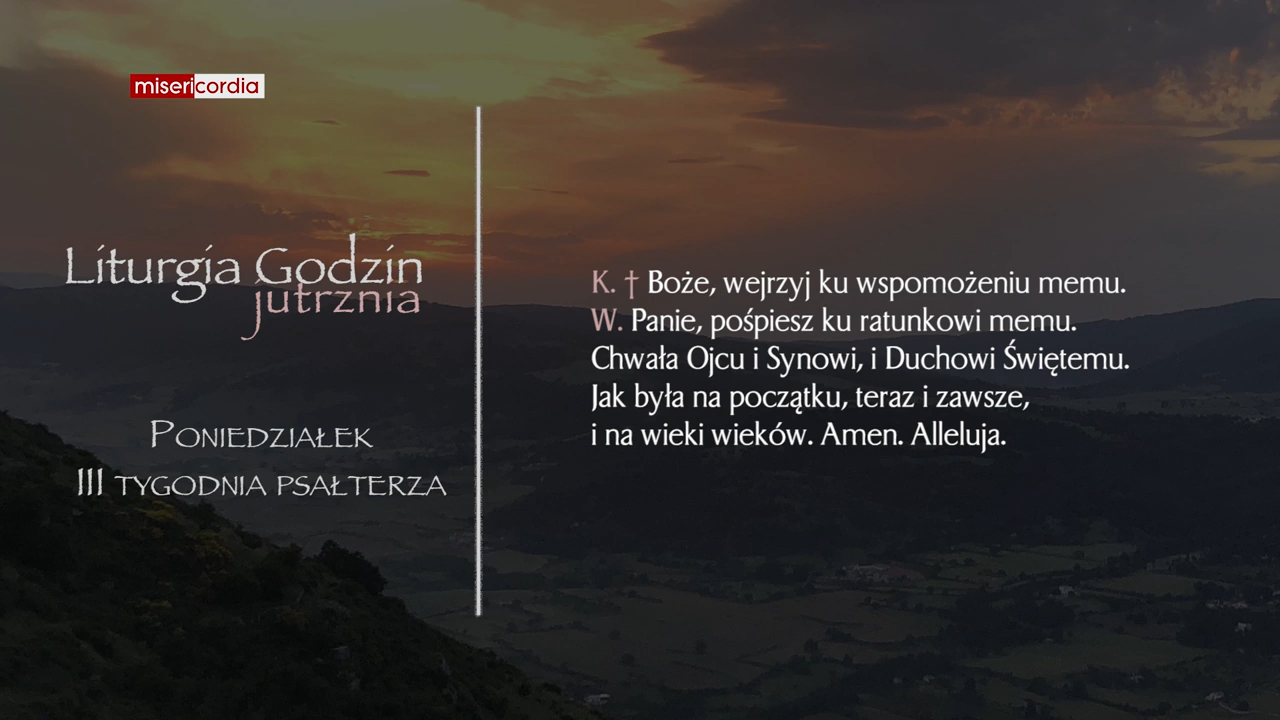 misericordia
Liturgia Godzin
jutrznia
Poniedziałek
III tygodnia psałterza
K. † Boże, wejrzyj ku wspomożeniu memu.
W. Panie, pośpiesz ku ratunkowi memu.
Chwała Ojcu i Synowi, i Duchowi Świętemu.
Jak była na początku, teraz i zawsze,
i na wieki wieków. Amen. Alleluja.